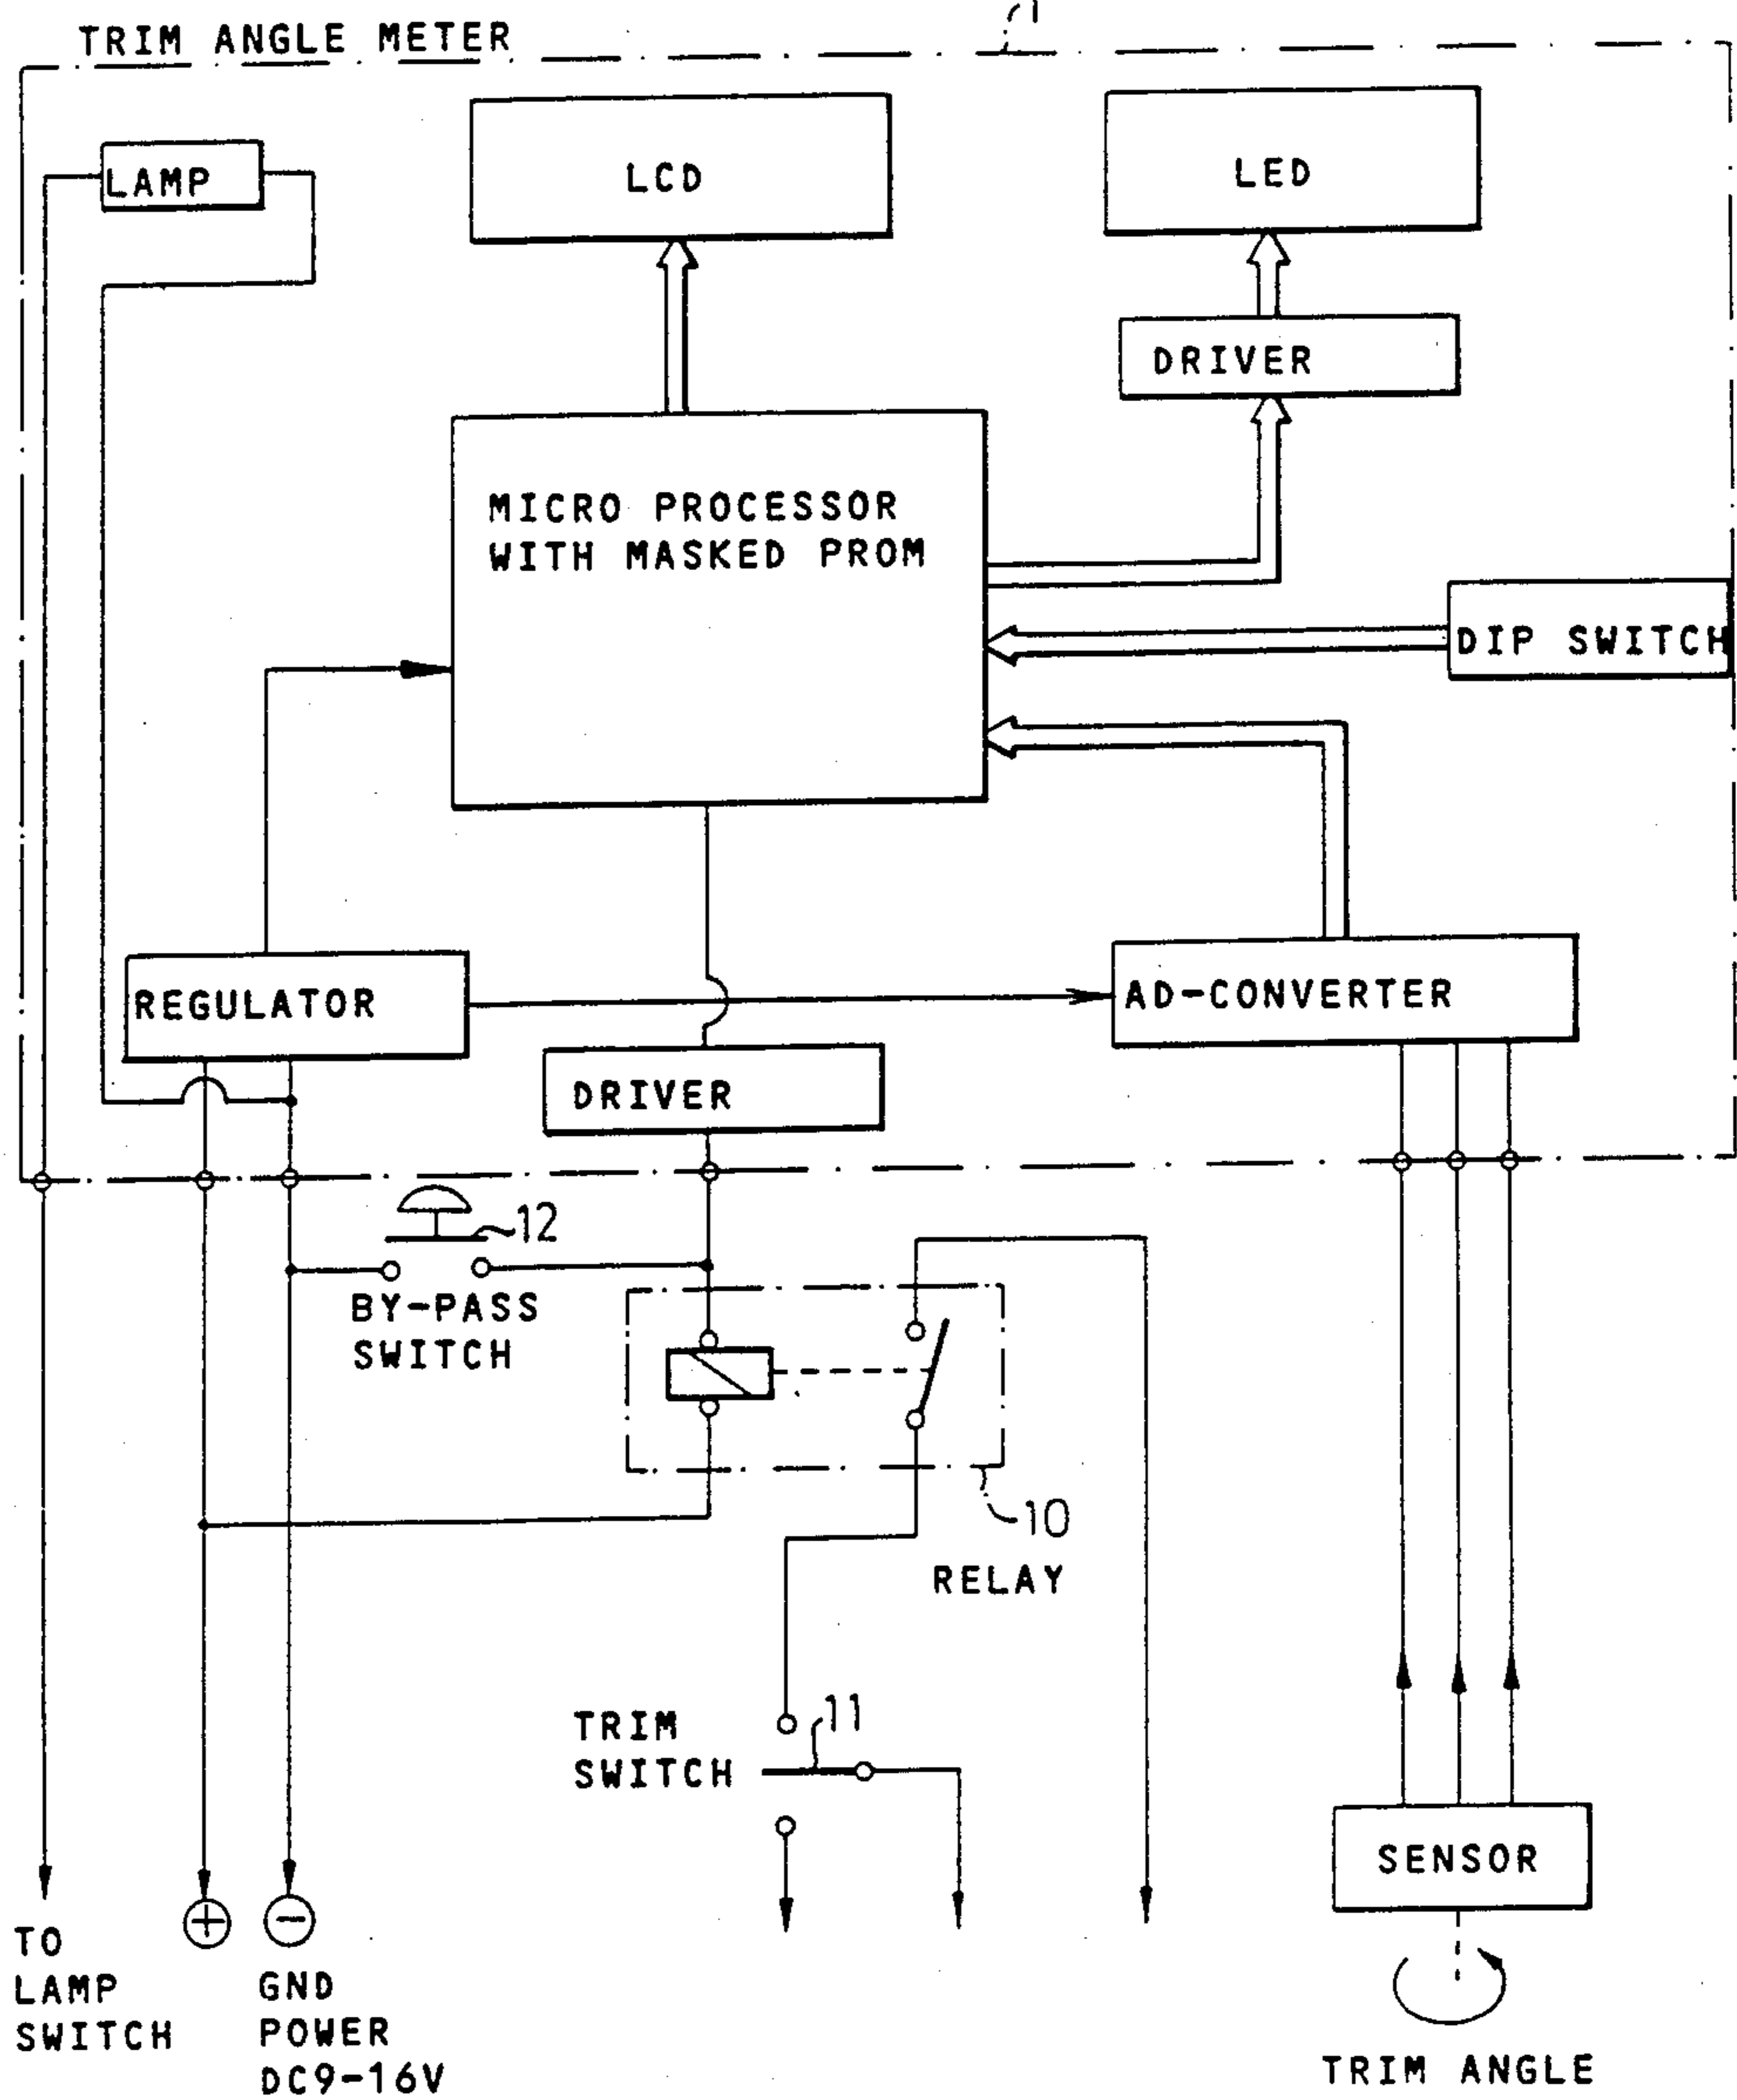 1
TRIM ANGLE METER
LAMP
LCD
LED
DRIVER
MICRO PROCESSOR
WITH MASKED PROM
DIP SWITCH
REGULATOR
AD-CONVERTER
DRIVER
12
BY-PASS
SWITCH
10
RELAY
TRIM
SWITCH
11
SENSOR
+
−
TO
LAMP
SWITCH
GND
POWER
DC9-16V
TRIM ANGLE